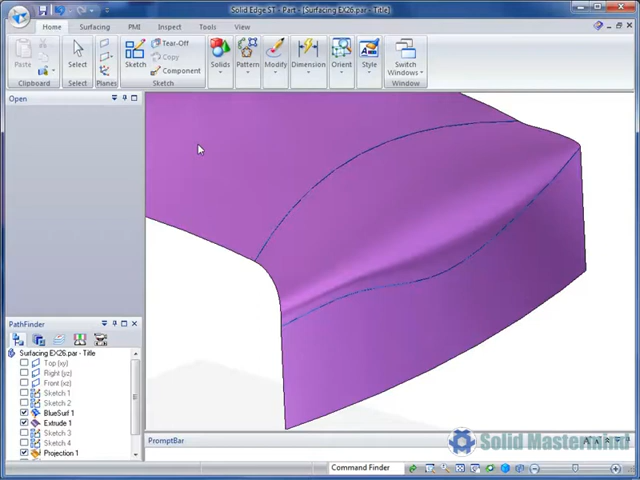 Solid Edge ST - Part - [Surfacing EX26.par - Title]
Home Surfacing PMI Inspect Tools View
Paste Select Planes Sketch Tear-Off Copy Component Solids Pattern Modify Dimension Orient Style Switch Windows
Clipboard Select Planes Sketch Window
Open
PathFinder
Surfacing EX26.par - Title
Top (xy)
Right (yz)
Front (xz)
Sketch 1
Sketch 2
BlueSurf 1
Extrude 1
Sketch 3
Sketch 4
Projection 1
PromptBar
Solid Mastermind
Command Finder